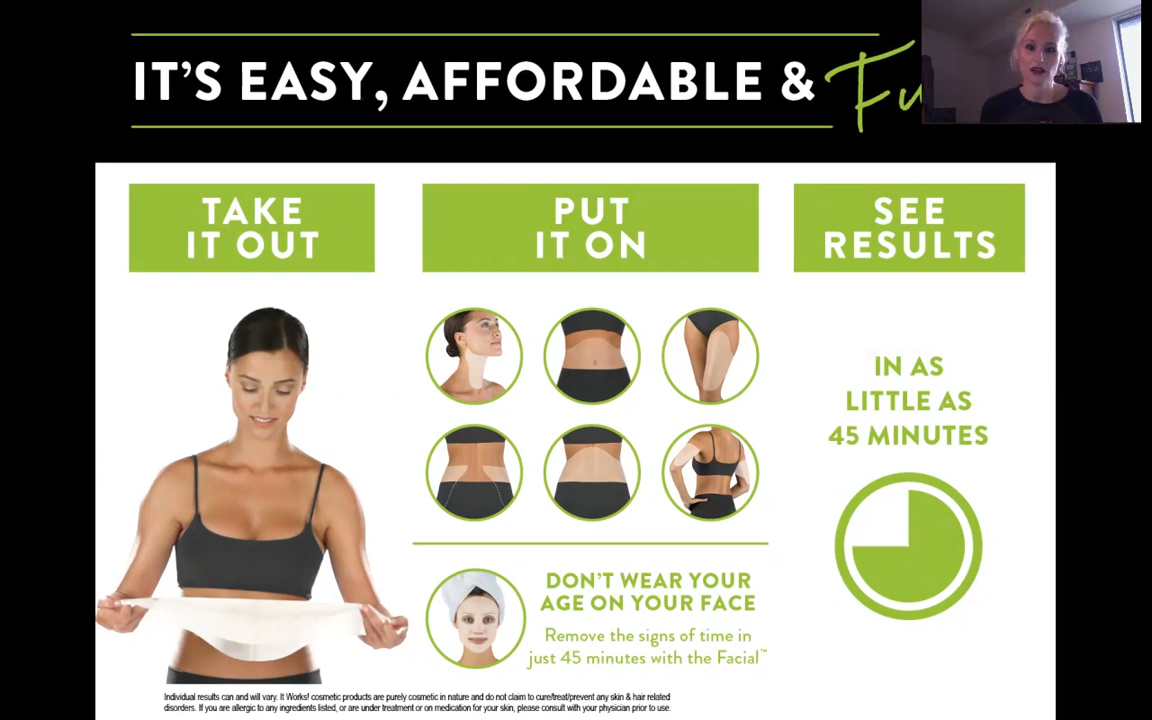 IT'S EASY, AFFORDABLE &
TAKE
IT OUT
PUT
IT ON
SEE
RESULTS
IN AS
LITTLE AS
45 MINUTES
DON'T WEAR YOUR
AGE ON YOUR FACE
Remove the signs of time in
just 45 minutes with the Facial™
Individual results can and will vary. It Works! cosmetic products are purely cosmetic in nature and do not claim to cure/treat/prevent any skin & hair related
disorders. If you are allergic to any ingredients listed, or are under treatment or on medication for your skin, please consult with your physician prior to use.